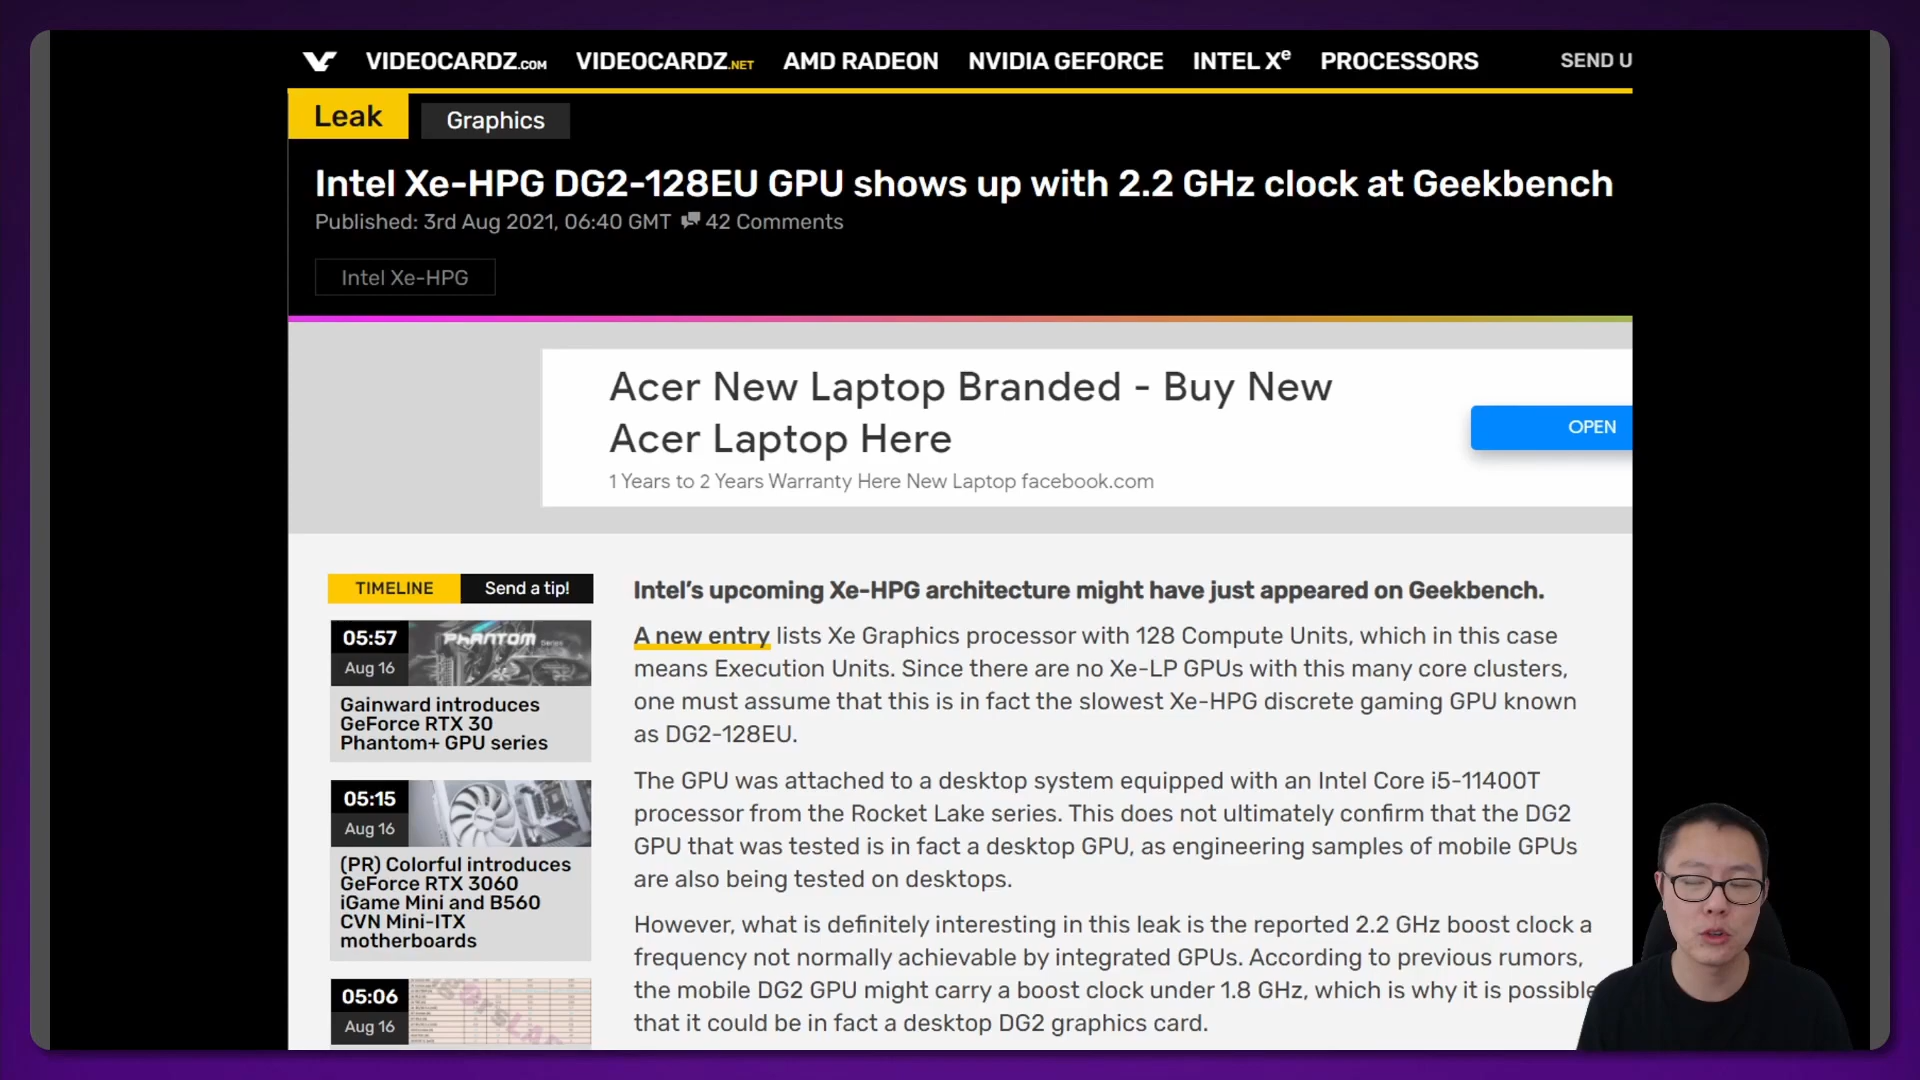 VIDEOCARDZ.COM VIDEOCARDZ.NET AMD RADEON NVIDIA GEFORCE INTEL Xe PROCESSORS SEND U
Leak Graphics
Intel Xe-HPG DG2-128EU GPU shows up with 2.2 GHz clock at Geekbench
Published: 3rd Aug 2021, 06:40 GMT 42 Comments
Intel Xe-HPG
Acer New Laptop Branded - Buy New
Acer Laptop Here
OPEN
1 Years to 2 Years Warranty Here New Laptop facebook.com
TIMELINE Send a tip!
05:57
Aug 16
PHANTOM
Gainward introduces
GeForce RTX 30
Phantom+ GPU series
05:15
Aug 16
(PR) Colorful introduces
GeForce RTX 3060
iGame Mini and B560
CVN Mini-ITX
motherboards
05:06
Aug 16
Intel's upcoming Xe-HPG architecture might have just appeared on Geekbench.
A new entry lists Xe Graphics processor with 128 Compute Units, which in this case
means Execution Units. Since there are no Xe-LP GPUs with this many core clusters,
one must assume that this is in fact the slowest Xe-HPG discrete gaming GPU known
as DG2-128EU.
The GPU was attached to a desktop system equipped with an Intel Core i5-11400T
processor from the Rocket Lake series. This does not ultimately confirm that the DG2
GPU that was tested is in fact a desktop GPU, as engineering samples of mobile GPUs
are also being tested on desktops.
However, what is definitely interesting in this leak is the reported 2.2 GHz boost clock a
frequency not normally achievable by integrated GPUs. According to previous rumors,
the mobile DG2 GPU might carry a boost clock under 1.8 GHz, which is why it is possible
that it could be in fact a desktop DG2 graphics card.